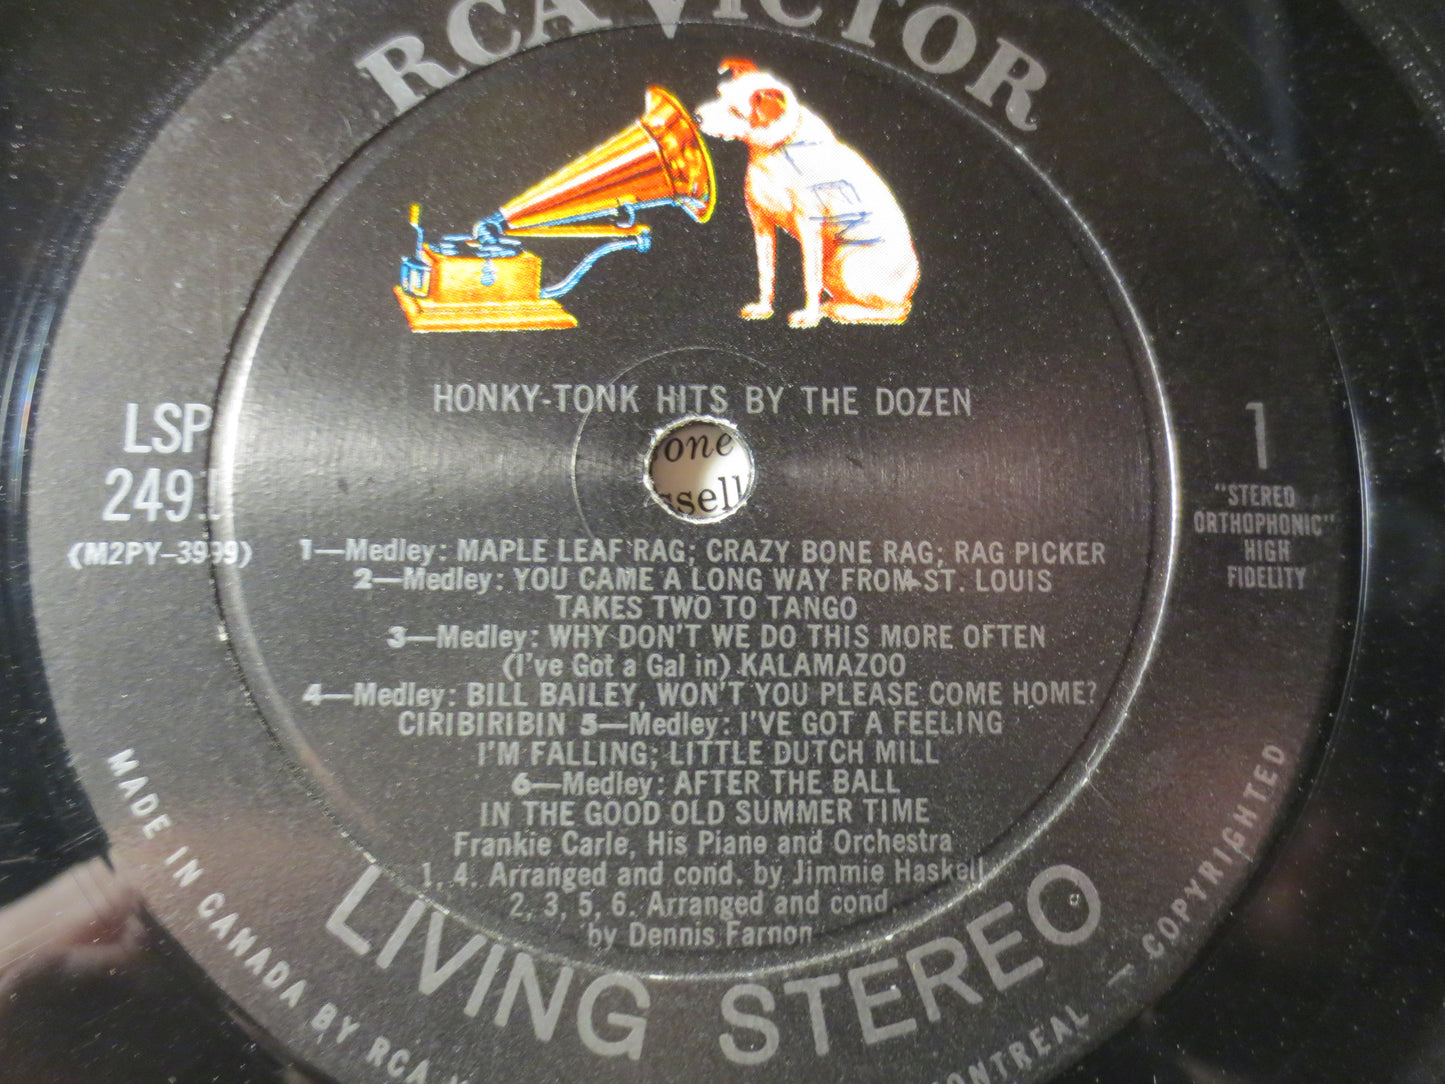 RCA VICTOR
KEN
HONKY-TONK HITS BY THE DOZEN
LSP
249
(M2PY-3999)
1
"STEREO
ORTHOPHONIC"
HIGH
FIDELITY
one
ssell
1—Medley: MAPLE LEAF RAG; CRAZY BONE RAG; RAG PICKER
2—Medley: YOU CAME A LONG WAY FROM ST. LOUIS
TAKES TWO TO TANGO
3—Medley: WHY DON'T WE DO THIS MORE OFTEN
(I've Got a Gal in) KALAMAZOO
4—Medley: BILL BAILEY, WON'T YOU PLEASE COME HOME?
CIRIBIRIBIN 5—Medley: I'VE GOT A FEELING
I'M FALLING; LITTLE DUTCH MILL
6—Medley: AFTER THE BALL
IN THE GOOD OLD SUMMER TIME
Frankie Carle, His Piano and Orchestra
1, 4. Arranged and cond. by Jimmie Haskell
2, 3, 5, 6. Arranged and cond.
by Dennis Farnon
LIVING STEREO
MADE IN CANADA BY RCA
ONTREAL — COPYRIGHTED